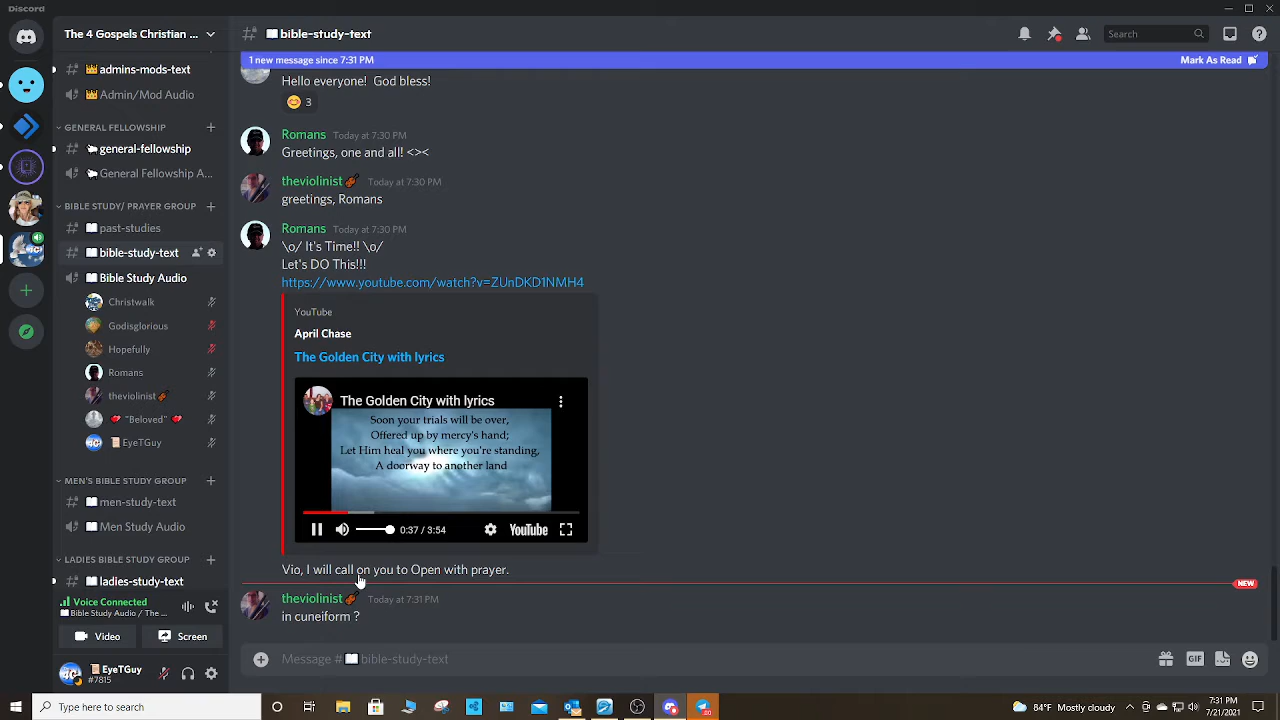 Discord
The 4 Gospels Christian ...
admins-mods-text
Admin/Mod Audio
GENERAL FELLOWSHIP
general-fellowship
General Fellowship A...
BIBLE STUDY/ PRAYER GROUP
past-studies
bible-study-text
Bible Study Audio
Christwalk
Godisglorious
Hopefully
Romans
theviolinist
"Beloved"
EyeTGuy
MEN'S BIBLE STUDY GROUP
men-study-text
Men Study Audio
LADIES BIBLE STUDY GROUP
ladies-study-text
Voice Connected
Bible Study Audio / The ...
Video
Screen
EyeTGuy
#7815
bible-study-text
Search
1 new message since 7:31 PM
Mark As Read
Hello everyone! God bless!
3
Romans Today at 7:30 PM
Greetings, one and all! <><
theviolinist Today at 7:30 PM
greetings, Romans
Romans Today at 7:30 PM
\o/ It's Time!! \o/
Let's DO This!!!
https://www.youtube.com/watch?v=ZUnDKD1NMH4
YouTube
April Chase
The Golden City with lyrics
The Golden City with lyrics
Soon your trials will be over,
Offered up by mercy's hand;
Let Him heal you where you're standing,
A doorway to another land
0:37 / 3:54
YouTube
Vio, I will call on you to Open with prayer.
NEW
theviolinist Today at 7:31 PM
in cuneiform ?
Message # bible-study-text
GIF
Type here to search
84°F Mostly cloudy
7:31 PM
7/21/2021